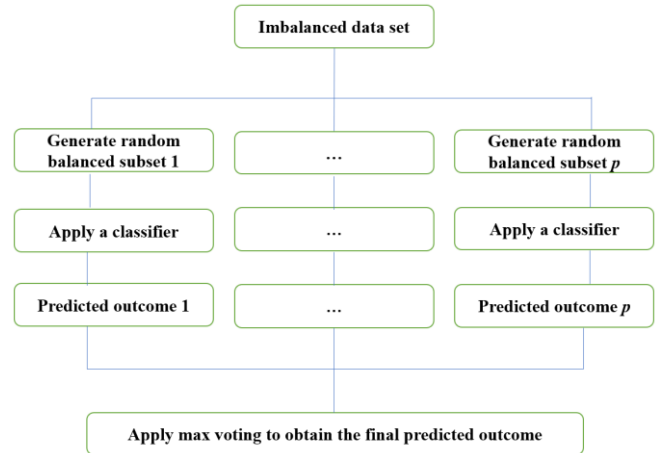 Imbalanced data set
Generate random
balanced subset 1
...
Generate random
balanced subset p
Apply a classifier
...
Apply a classifier
Predicted outcome 1
...
Predicted outcome p
Apply max voting to obtain the final predicted outcome